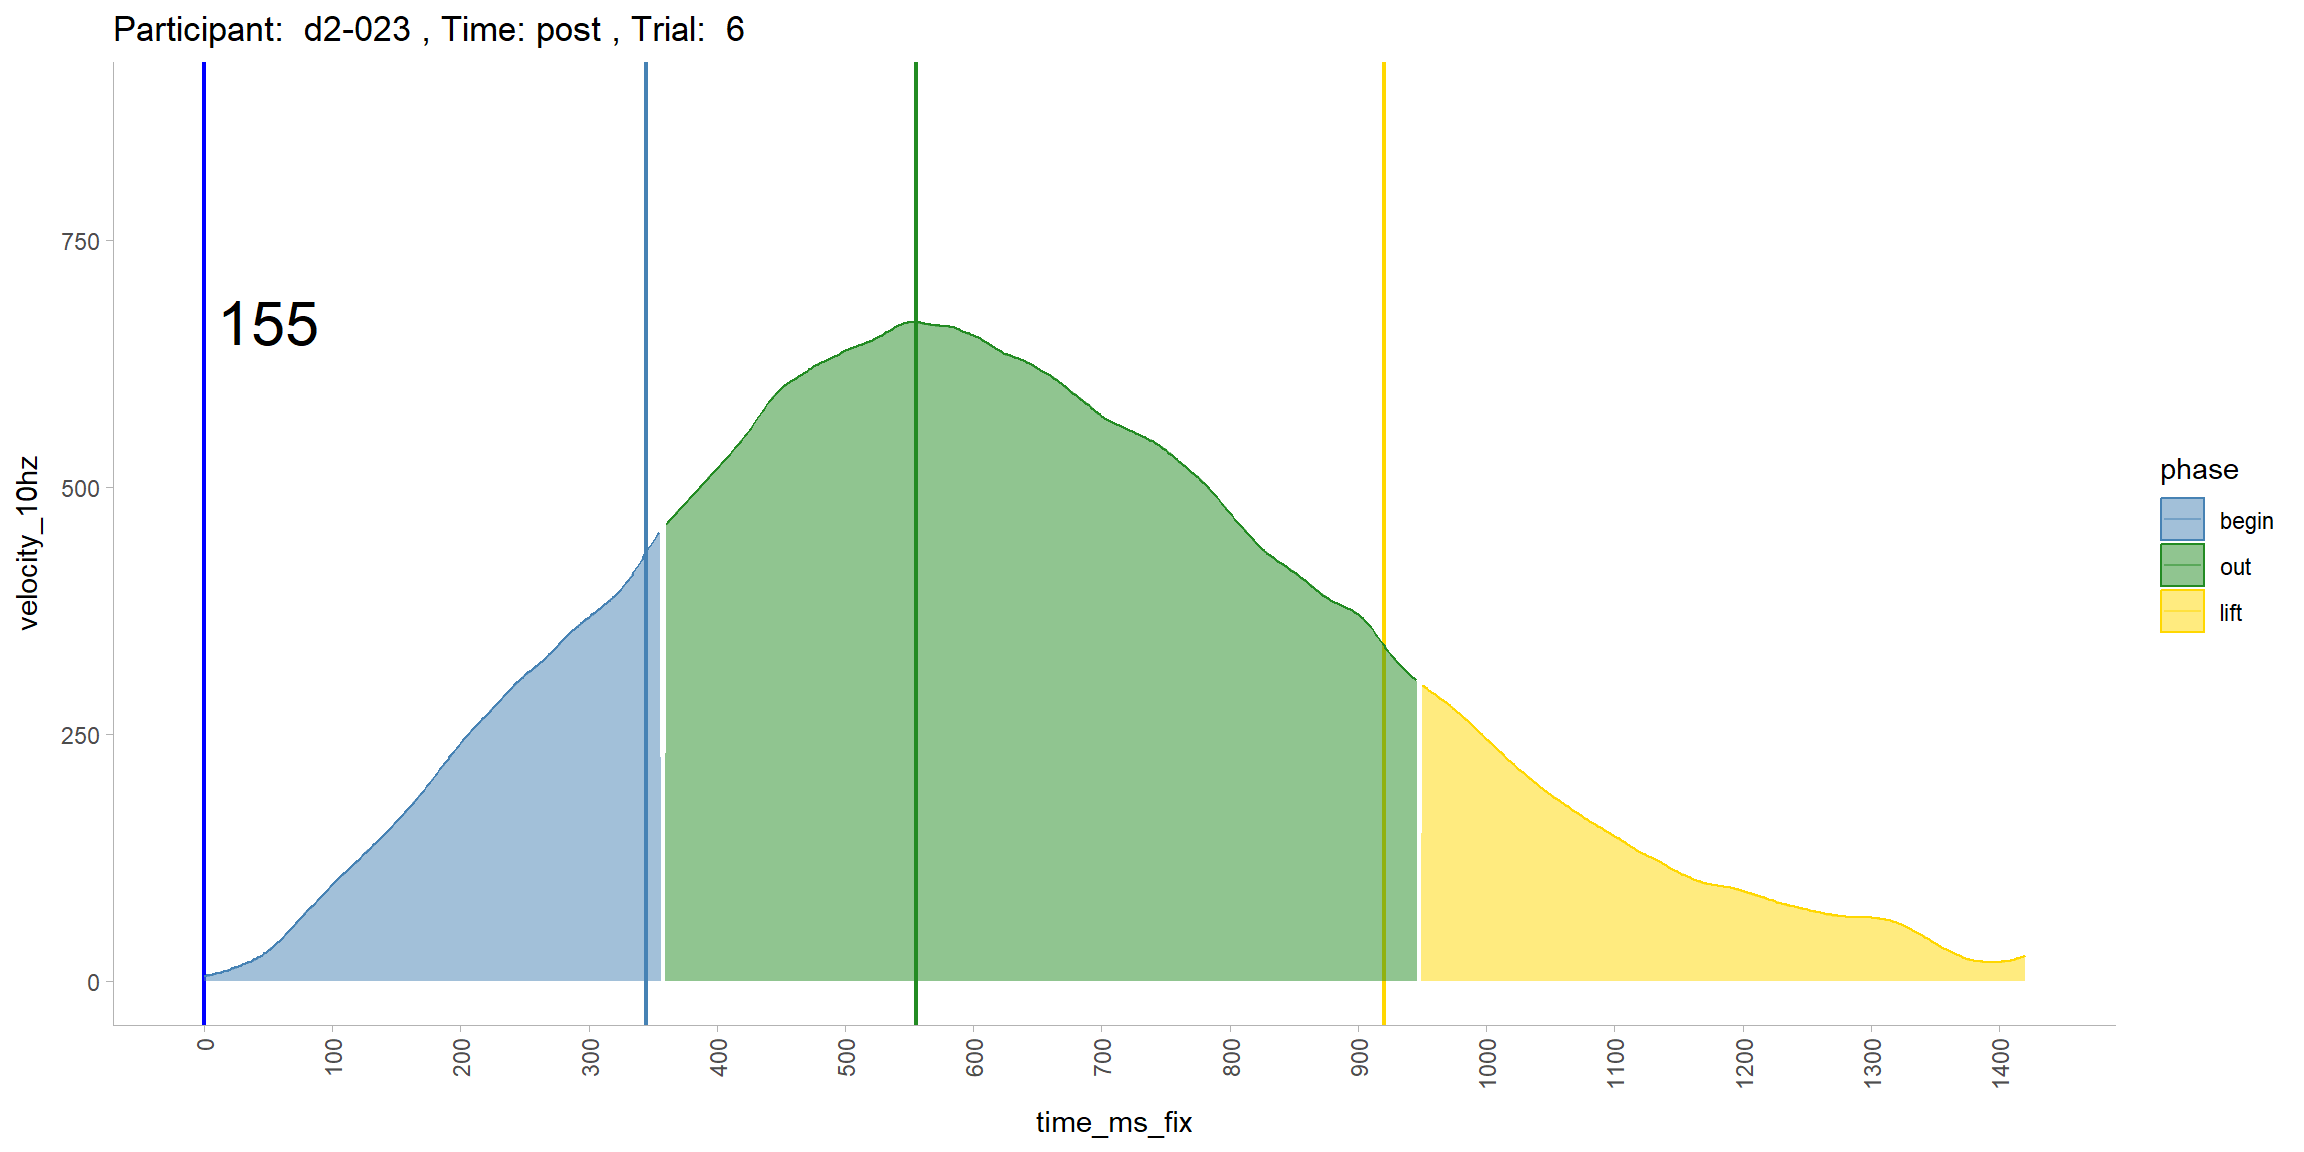 Participant:  d2-023 , Time: post , Trial:  6
750
500
250
0
velocity_10hz
155
0
100
200
300
400
500
600
700
800
900
1000
1100
1200
1300
1400
time_ms_fix
phase
begin
out
lift